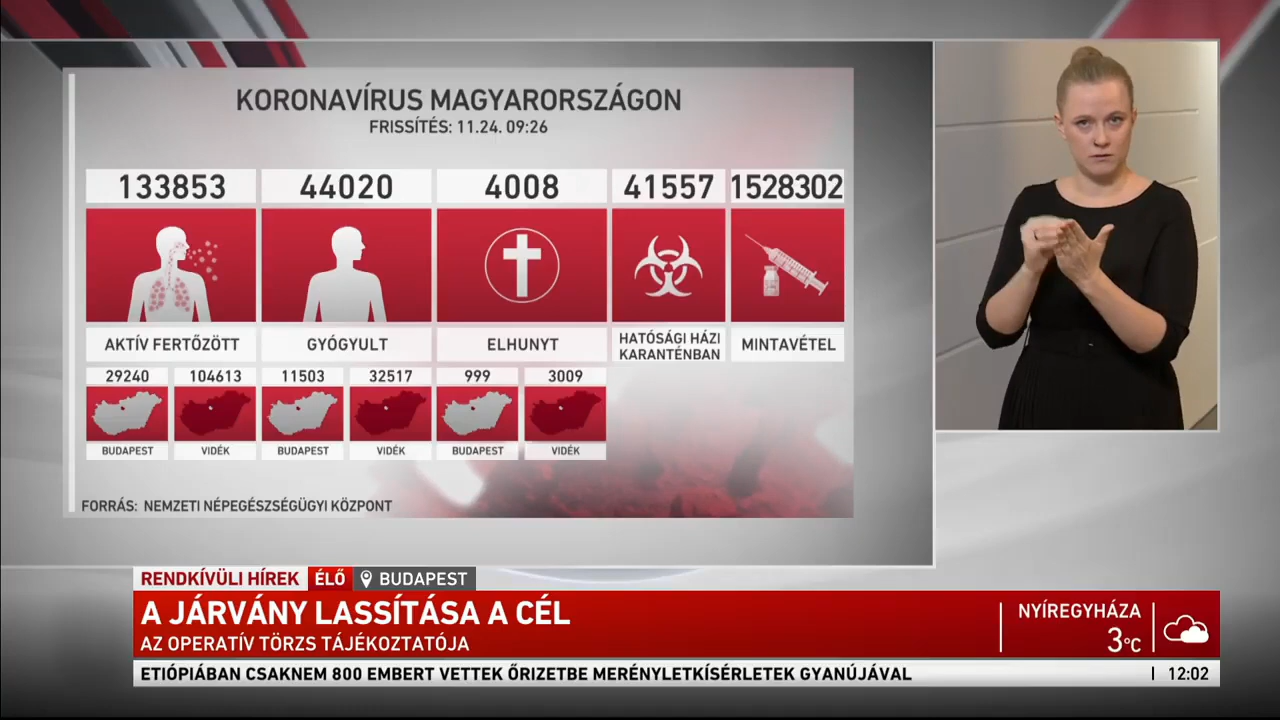 KORONAVÍRUS MAGYARORSZÁGON
FRISSÍTÉS: 11.24. 09:26
133853
44020
4008
41557
1528302
AKTÍV FERTŐZÖTT
GYÓGYULT
ELHUNYT
HATÓSÁGI HÁZI
KARANTÉNBAN
MINTAVÉTEL
29240
104613
11503
32517
999
3009
BUDAPEST
VIDÉK
BUDAPEST
VIDÉK
BUDAPEST
VIDÉK
FORRÁS: NEMZETI NÉPEGÉSZSÉGÜGYI KÖZPONT
RENDKÍVÜLI HÍREK ÉLŐ BUDAPEST
A JÁRVÁNY LASSÍTÁSA A CÉL
AZ OPERATÍV TÖRZS TÁJÉKOZTATÓJA
NYÍREGYHÁZA
3°C
ETIÓPIÁBAN CSAKNEM 800 EMBERT VETTEK ŐRIZETBE MERÉNYLETKÍSÉRLETEK GYANÚJÁVAL
12:02